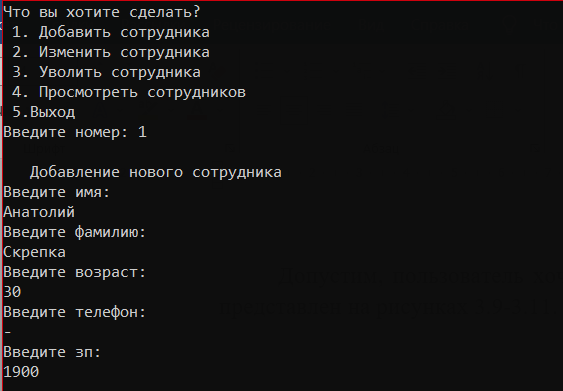 Что вы хотите сделать?
1. Добавить сотрудника
2. Изменить сотрудника
3. Уволить сотрудника
4. Просмотреть сотрудников
5.Выход
Введите номер: 1
Добавление нового сотрудника
Введите имя:
Анатолий
Введите фамилию:
Скрепка
Введите возраст:
30
Введите телефон:
-
Введите зп:
1900